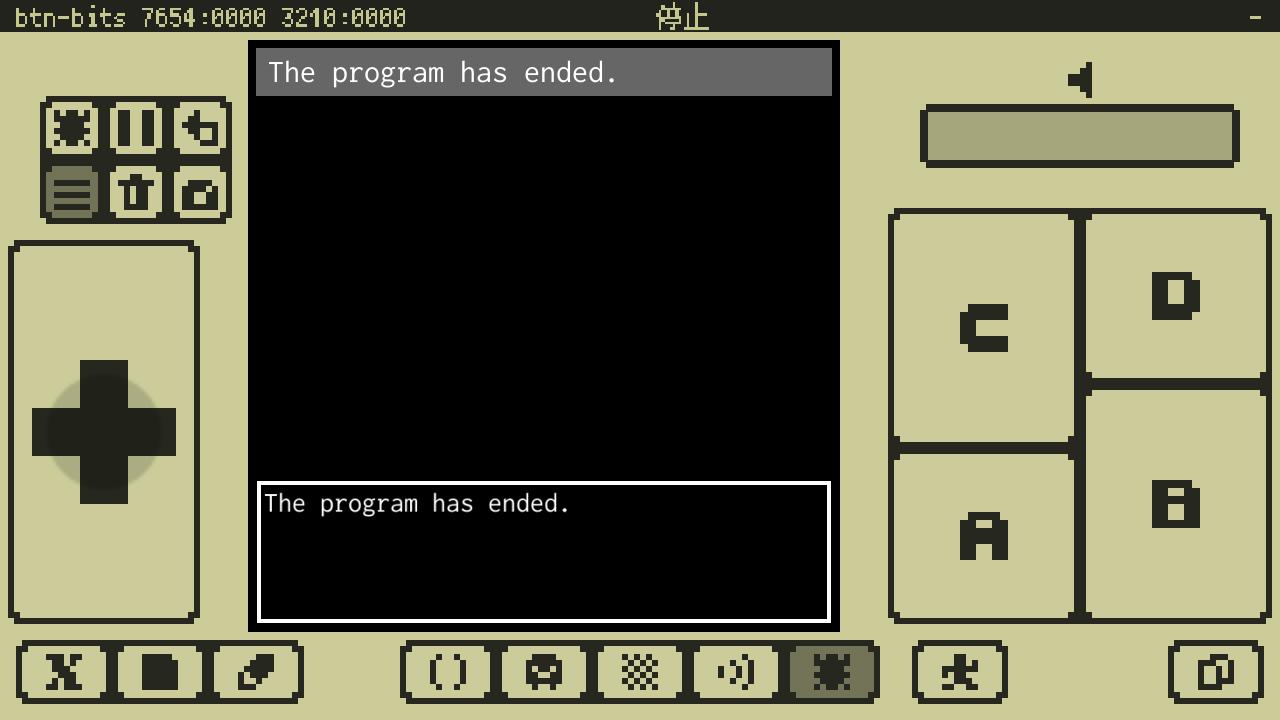 btn-bits 7654:0000 3210:0000
停止
-
The program has ended.
The program has ended.
C
D
A
B
X
()